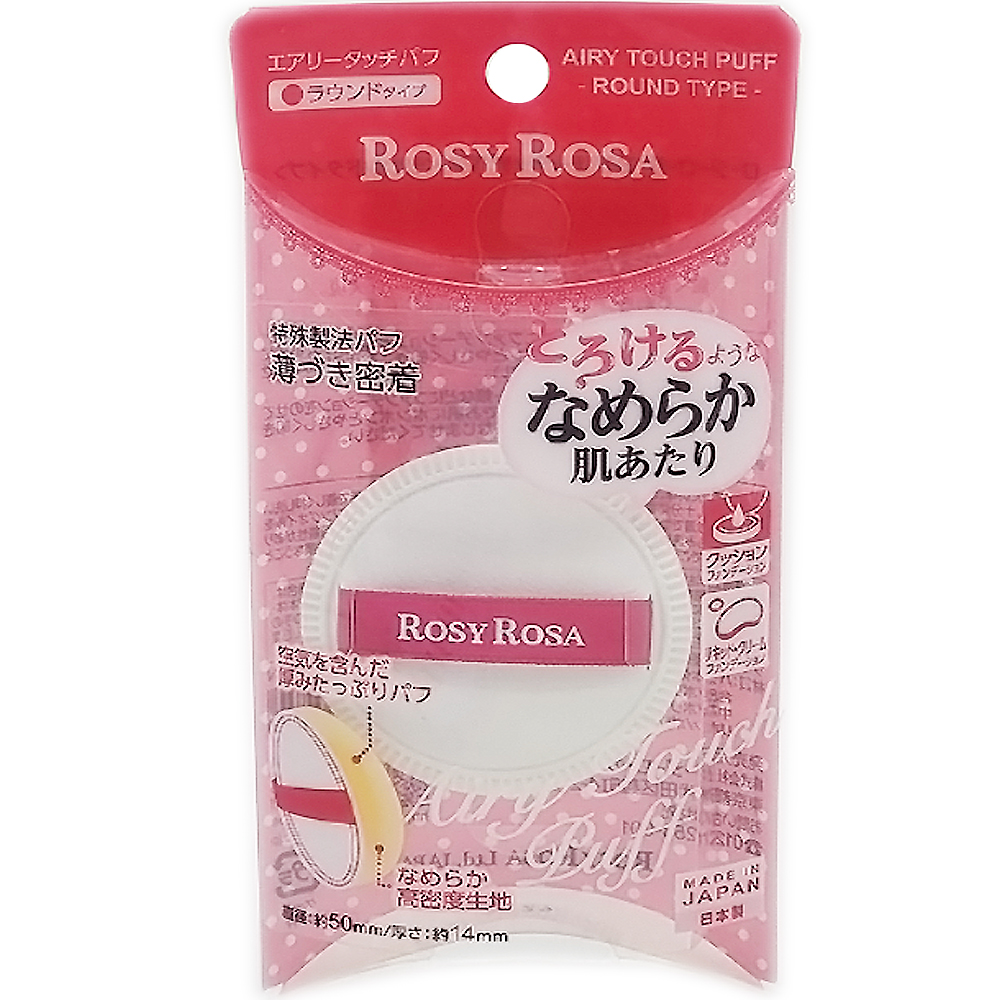 エアリータッチパフ
ラウンドタイプ
AIRY TOUCH PUFF
- ROUND TYPE -
ROSY ROSA
特殊製法パフ
薄づき密着
とろけるような
なめらか
肌あたり
クッション
ファンデーション
リキッド・クリーム
ファンデーション
ROSY ROSA
空気を含んだ
厚みたっぷりパフ
Airy Touch
Puff
なめらか
高密度生地
直径:約50mm/厚さ:約14mm
MADE IN
JAPAN
日本製